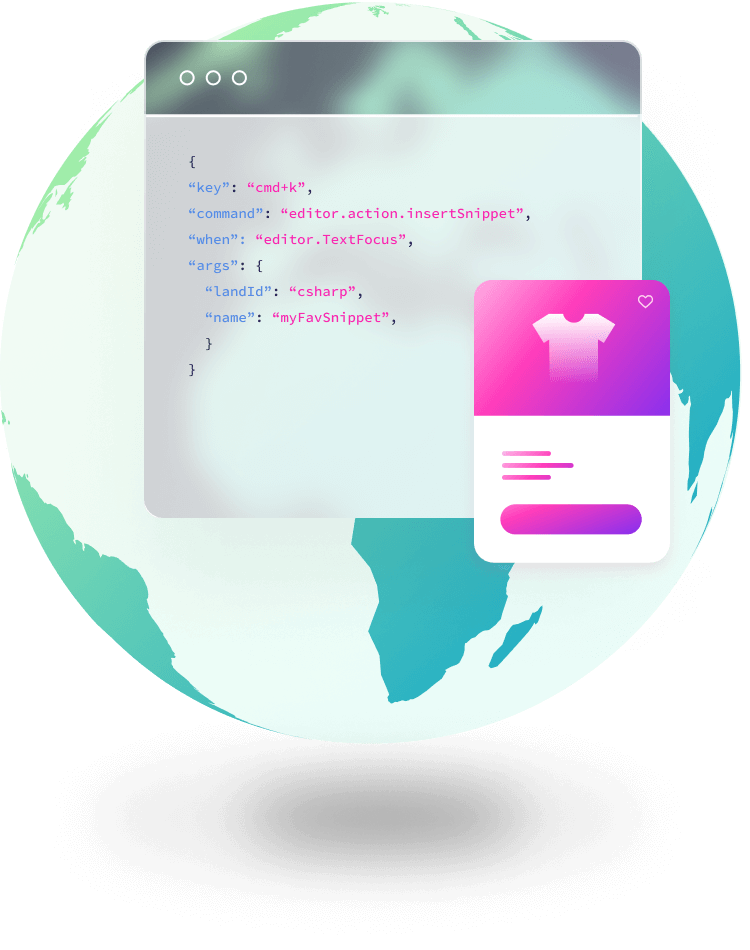 {
“key”: “cmd+k”,
“command”: “editor.action.insertSnippet”,
“when”: “editor.TextFocus”,
“args”: {
“landId”: “csharp”,
“name”: “myFavSnippet”,
}
}